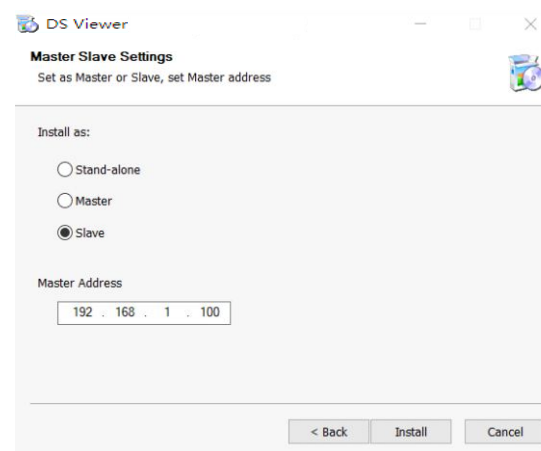 DS Viewer
Master Slave Settings
Set as Master or Slave, set Master address
Install as:
Stand-alone
Master
Slave
Master Address
192 . 168 . 1 . 100
< Back Install Cancel